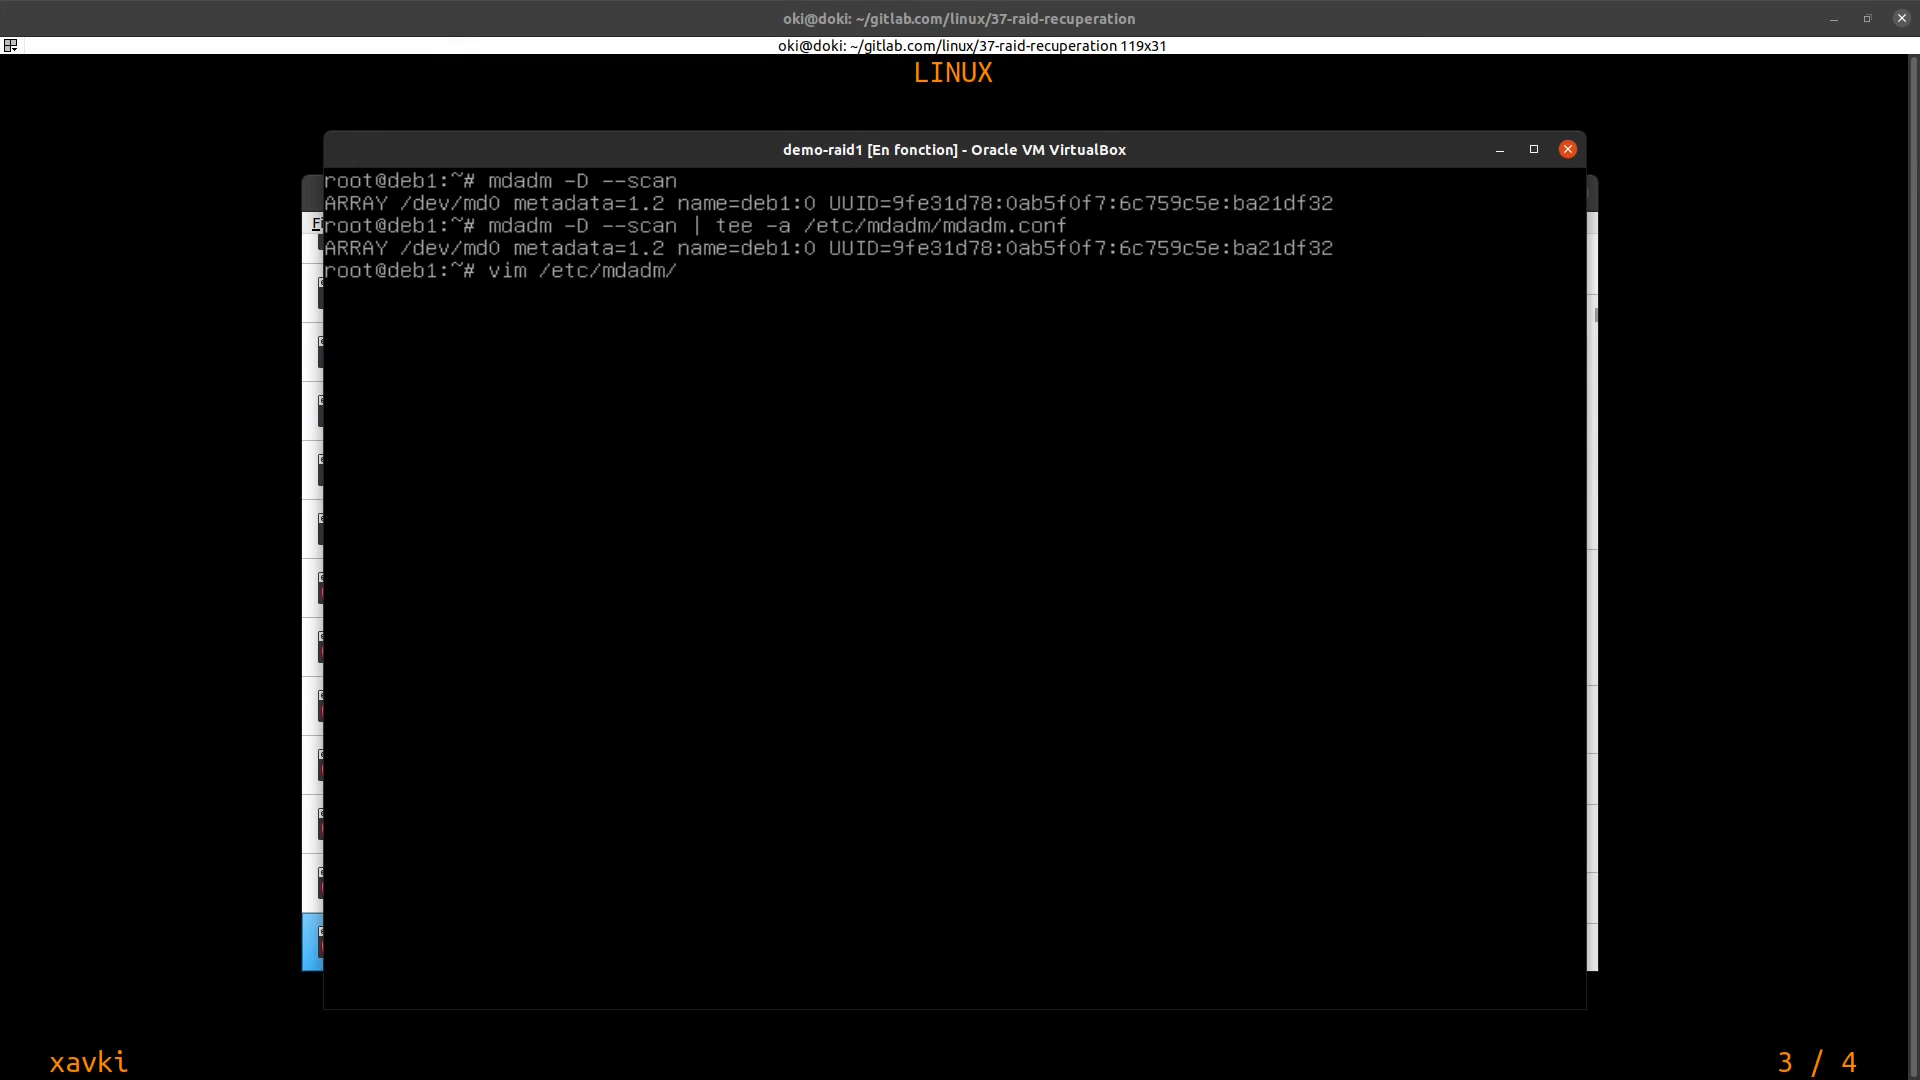 oki@doki: ~/gitlab.com/linux/37-raid-recuperation
oki@doki: ~/gitlab.com/linux/37-raid-recuperation 119x31
LINUX
demo-raid1 [En fonction] - Oracle VM VirtualBox
root@deb1:~# mdadm -D --scan
ARRAY /dev/md0 metadata=1.2 name=deb1:0 UUID=9fe31d78:0ab5f0f7:6c759c5e:ba21df32
root@deb1:~# mdadm -D --scan | tee -a /etc/mdadm/mdadm.conf
ARRAY /dev/md0 metadata=1.2 name=deb1:0 UUID=9fe31d78:0ab5f0f7:6c759c5e:ba21df32
root@deb1:~# vim /etc/mdadm/
xavki
3 / 4